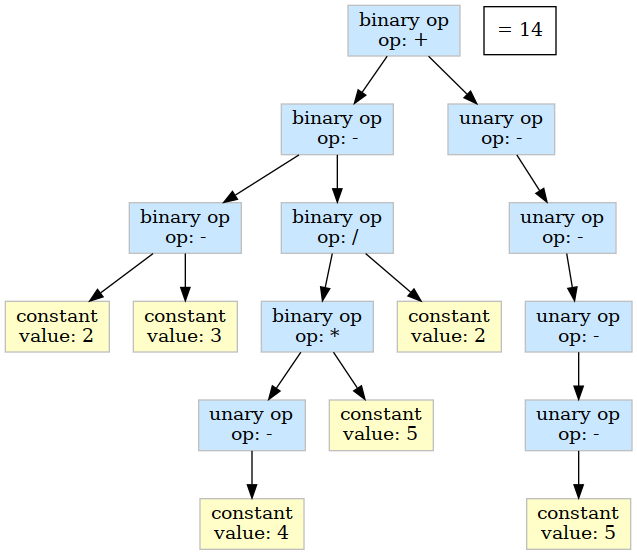 binary op
op: +
= 14
binary op
op: -
unary op
op: -
binary op
op: -
binary op
op: /
unary op
op: -
constant
value: 2
constant
value: 3
binary op
op: *
constant
value: 2
unary op
op: -
unary op
op: -
constant
value: 5
unary op
op: -
constant
value: 4
constant
value: 5